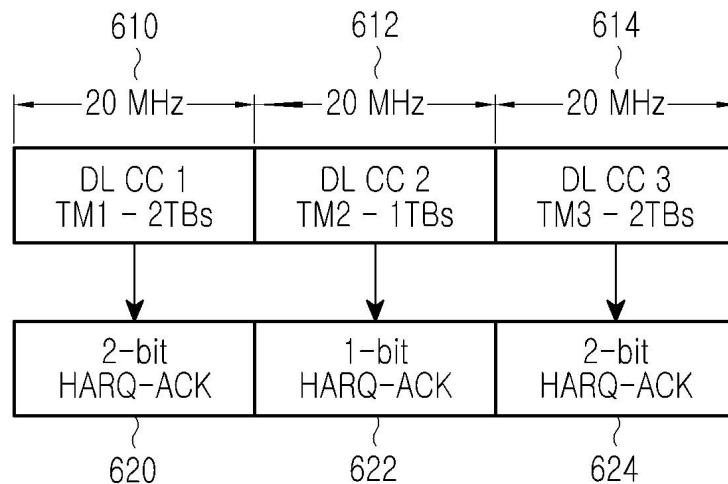 610 612 614
20 MHz 20 MHz 20 MHz
DL CC 1
TM1 - 2TBs
DL CC 2
TM2 - 1TBs
DL CC 3
TM3 - 2TBs
2-bit
HARQ-ACK
1-bit
HARQ-ACK
2-bit
HARQ-ACK
620 622 624